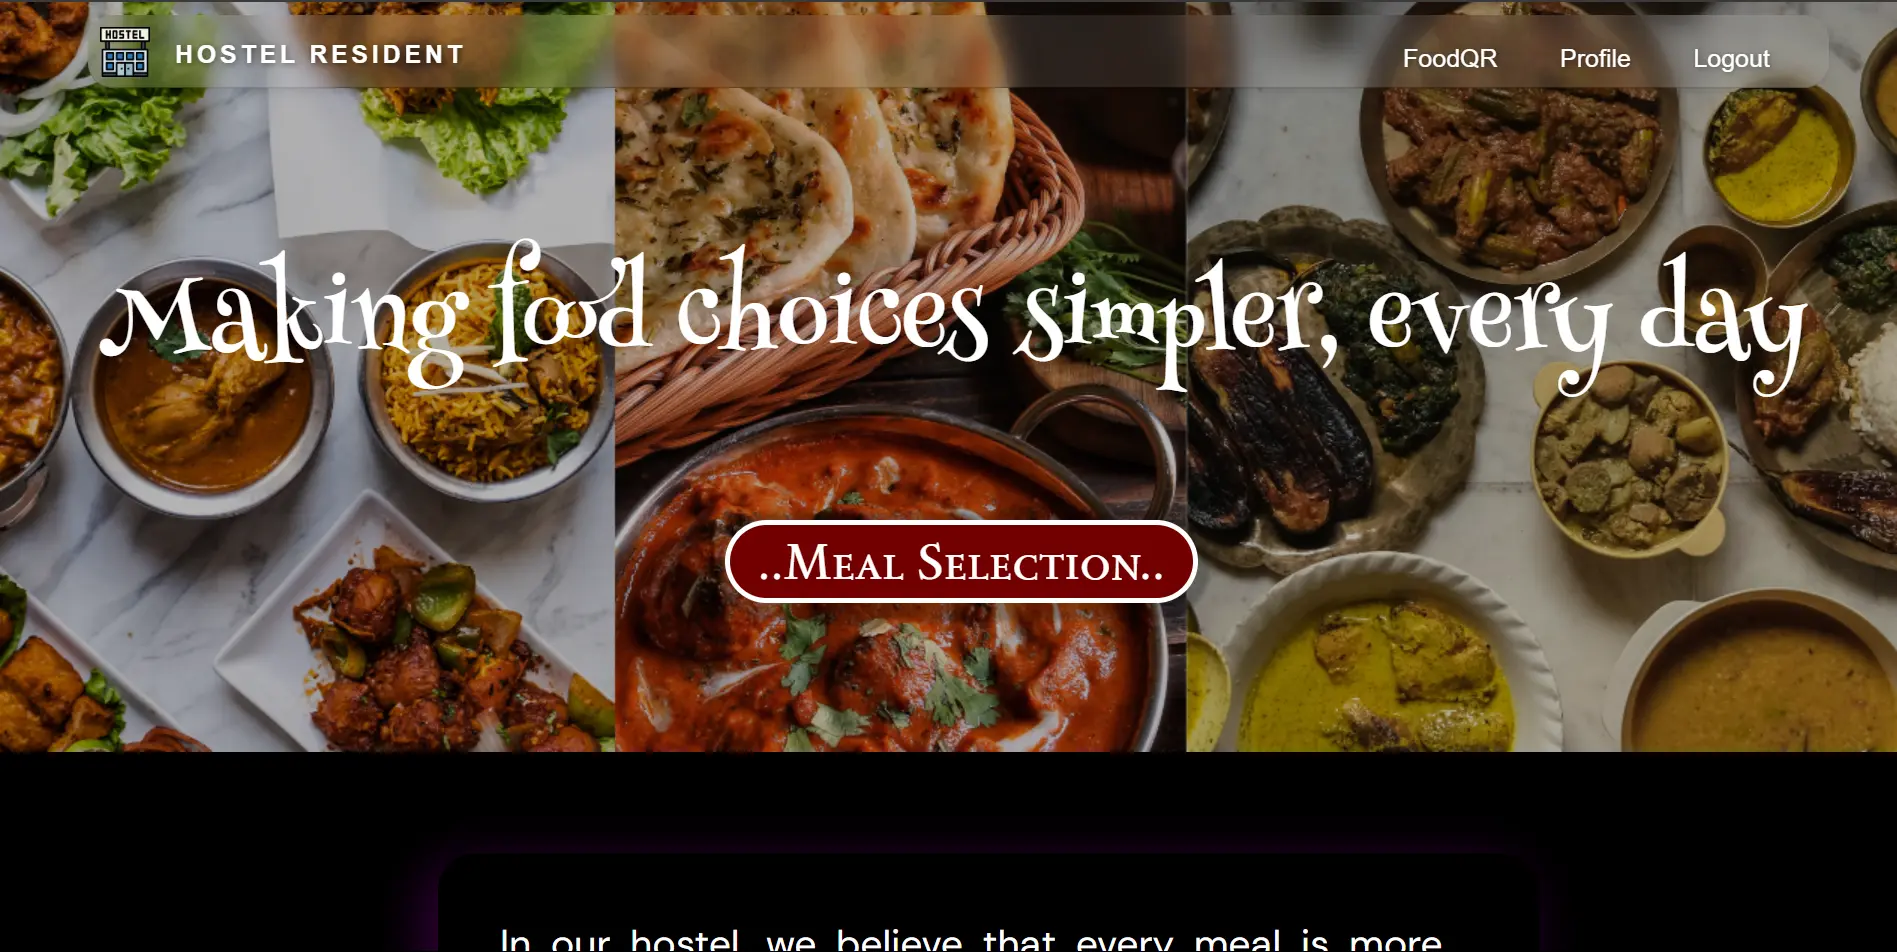 HOSTEL
HOSTEL RESIDENT
FoodQR Profile Logout
Making food choices simpler, every day
..Meal Selection..
In our hostel, we believe that every meal is more